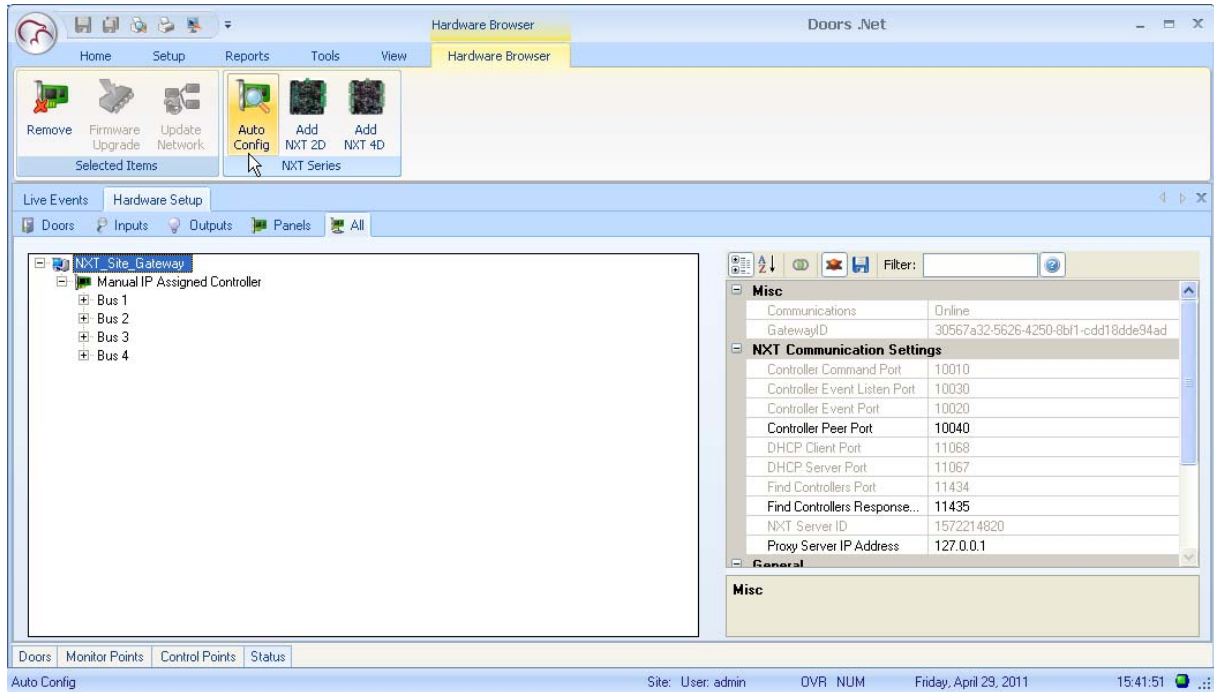 Hardware Browser
Doors .Net
Home Setup Reports Tools View Hardware Browser
Remove Firmware Upgrade Update Network Auto Config Add NXT 2D Add NXT 4D
Selected Items NXT Series
Live Events Hardware Setup
Doors Inputs Outputs Panels All
NXT_Site_Gateway
Manual IP Assigned Controller
Bus 1
Bus 2
Bus 3
Bus 4
Filter:
Misc
Communications Online
GatewayID 30567a32-5626-4250-8bf1-cdd18dde94ad
NXT Communication Settings
Controller Command Port 10010
Controller Event Listen Port 10030
Controller Event Port 10020
Controller Peer Port 10040
DHCP Client Port 11068
DHCP Server Port 11067
Find Controllers Port 11434
Find Controllers Response... 11435
NXT Server ID 1572214820
Proxy Server IP Address 127.0.0.1
General
Misc
Doors Monitor Points Control Points Status
Auto Config Site: User: admin OVR NUM Friday, April 29, 2011 15:41:51